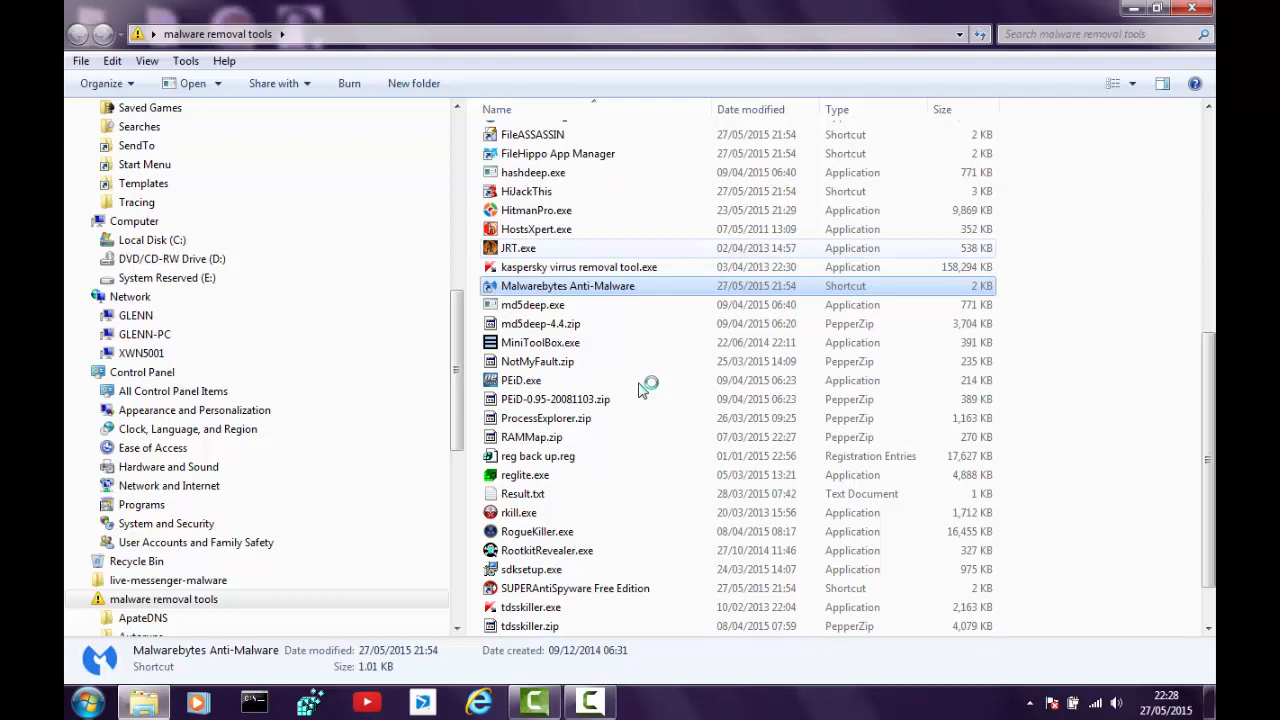 malware removal tools
Search malware removal tools
File Edit View Tools Help
Organize Open Share with Burn New folder
Saved Games
Searches
SendTo
Start Menu
Templates
Tracing
Computer
Local Disk (C:)
DVD/CD-RW Drive (D:)
System Reserved (E:)
Network
GLENN
GLENN-PC
XWN5001
Control Panel
All Control Panel Items
Appearance and Personalization
Clock, Language, and Region
Ease of Access
Hardware and Sound
Network and Internet
Programs
System and Security
User Accounts and Family Safety
Recycle Bin
live-messenger-malware
malware removal tools
ApateDNS
Name Date modified Type Size
FileASSASSIN 27/05/2015 21:54 Shortcut 2 KB
FileHippo App Manager 27/05/2015 21:54 Shortcut 2 KB
hashdeep.exe 09/04/2015 06:40 Application 771 KB
HiJackThis 27/05/2015 21:54 Shortcut 3 KB
HitmanPro.exe 23/05/2015 21:29 Application 9,869 KB
HostsXpert.exe 07/05/2011 13:09 Application 352 KB
JRT.exe 02/04/2013 14:57 Application 538 KB
kaspersky virrus removal tool.exe 03/04/2013 22:30 Application 158,294 KB
Malwarebytes Anti-Malware 27/05/2015 21:54 Shortcut 2 KB
md5deep.exe 09/04/2015 06:40 Application 771 KB
md5deep-4.4.zip 09/04/2015 06:20 PepperZip 3,704 KB
MiniToolBox.exe 22/06/2014 22:11 Application 391 KB
NotMyFault.zip 25/03/2015 14:09 PepperZip 235 KB
PEiD.exe 09/04/2015 06:23 Application 214 KB
PEiD-0.95-20081103.zip 09/04/2015 06:23 PepperZip 389 KB
ProcessExplorer.zip 26/03/2015 09:25 PepperZip 1,163 KB
RAMMap.zip 07/03/2015 22:27 PepperZip 270 KB
reg back up.reg 01/01/2015 22:56 Registration Entries 17,627 KB
reglite.exe 05/03/2015 13:21 Application 4,888 KB
Result.txt 28/03/2015 07:42 Text Document 1 KB
rkill.exe 20/03/2013 15:56 Application 1,712 KB
RogueKiller.exe 08/04/2015 08:17 Application 16,455 KB
RootkitRevealer.exe 27/10/2014 11:46 Application 327 KB
sdksetup.exe 24/03/2015 14:07 Application 975 KB
SUPERAntiSpyware Free Edition 27/05/2015 21:54 Shortcut 2 KB
tdsskiller.exe 10/02/2013 22:04 Application 2,163 KB
tdsskiller.zip 08/04/2015 07:59 PepperZip 4,079 KB
Malwarebytes Anti-Malware Date modified: 27/05/2015 21:54 Date created: 09/12/2014 06:31
Shortcut Size: 1.01 KB
22:28
27/05/2015